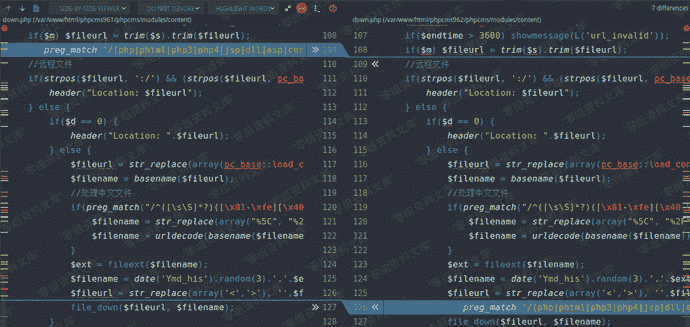 SIDE-BY-SIDE VIEWER
DO NOT IGNORE
HIGHLIGHT WORDS
7 differences
down.php (/var/www/html/phpcms961/phpcms/modules/content)
down.php (/var/www/html/phpcms962/phpcms/modules/content)
if($m) $fileurl = trim($s).trim($fileurl); 108
preg_match '/(php|phtml|php3|php4|jsp|dll|asp|cer 109
//远程文件 110
if(strpos($fileurl, ':/') && (strpos($fileurl, pc_ba 111
header("Location: $fileurl"); 112
} else { 113
if($d == 0) { 114
header("Location: ".$fileurl); 115
} else { 116
$fileurl = str_replace(array(pc_base::load_c 117
$filename = basename($fileurl); 118
//处理中文文件 119
if(preg_match("/^([\s\S]*?)([\x81-\xfe][\x40 120
$filename = str_replace(array("%5C", "%2 121
$filename = urldecode(basename($filename 122
} 123
$ext = fileext($filename); 124
$filename = date('Ymd_his').random(3).'.'.$e 125
$fileurl = str_replace(array('<','>'), '',$f 126
file_down($fileurl, $filename); 127
} 128
107 if($endtime > 3600) showmessage(L('url_invalid'));
108 if($m) $fileurl = trim($s).trim($fileurl);
109 //远程文件
110 if(strpos($fileurl, ':/') && (strpos($fileurl, pc_base
111 header("Location: $fileurl");
112 } else {
113 if($d == 0) {
114 header("Location: ".$fileurl);
115 } else {
116 $fileurl = str_replace(array(pc_base::load_con
117 $filename = basename($fileurl);
118 //处理中文文件
119 if(preg_match("/^([\s\S]*?)([\x81-\xfe][\x40-
120 $filename = str_replace(array("%5C", "%2F
121 $filename = urldecode(basename($filename)
122 }
123 $ext = fileext($filename);
124 $filename = date('Ymd_his').random(3).'.'.$ext
125 $fileurl = str_replace(array('<','>'), '',$fil
126 preg_match '/(php|phtml|php3|php4|jsp|dll
127 file_down($fileurl, $filename);